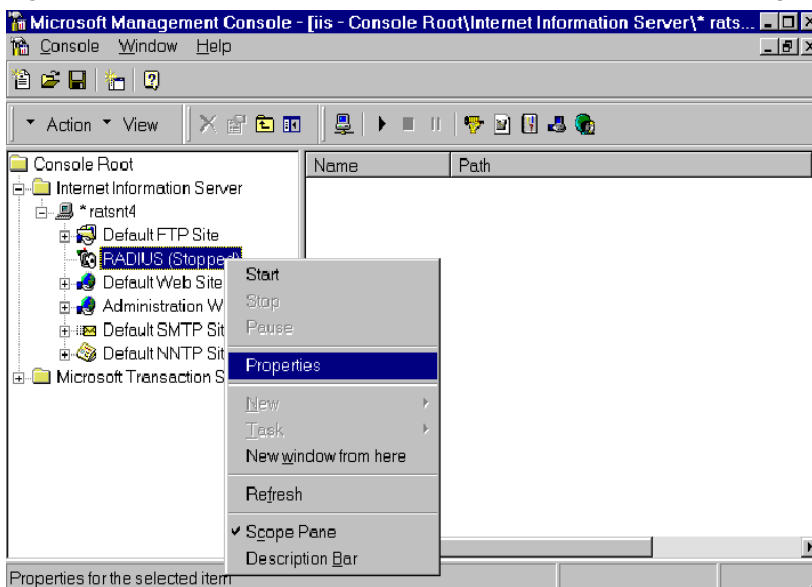 Microsoft Management Console - [iis - Console Root\Internet Information Server\* rats...
Console Window Help
Action View
Console Root
Internet Information Server
* ratsnt4
Default FTP Site
RADIUS (Stopped)
Default Web Site
Administration W
Default SMTP Sit
Default NNTP Sit
Microsoft Transaction S
Name Path
Start
Stop
Pause
Properties
New
Task
New window from here
Refresh
Scope Pane
Description Bar
Properties for the selected item